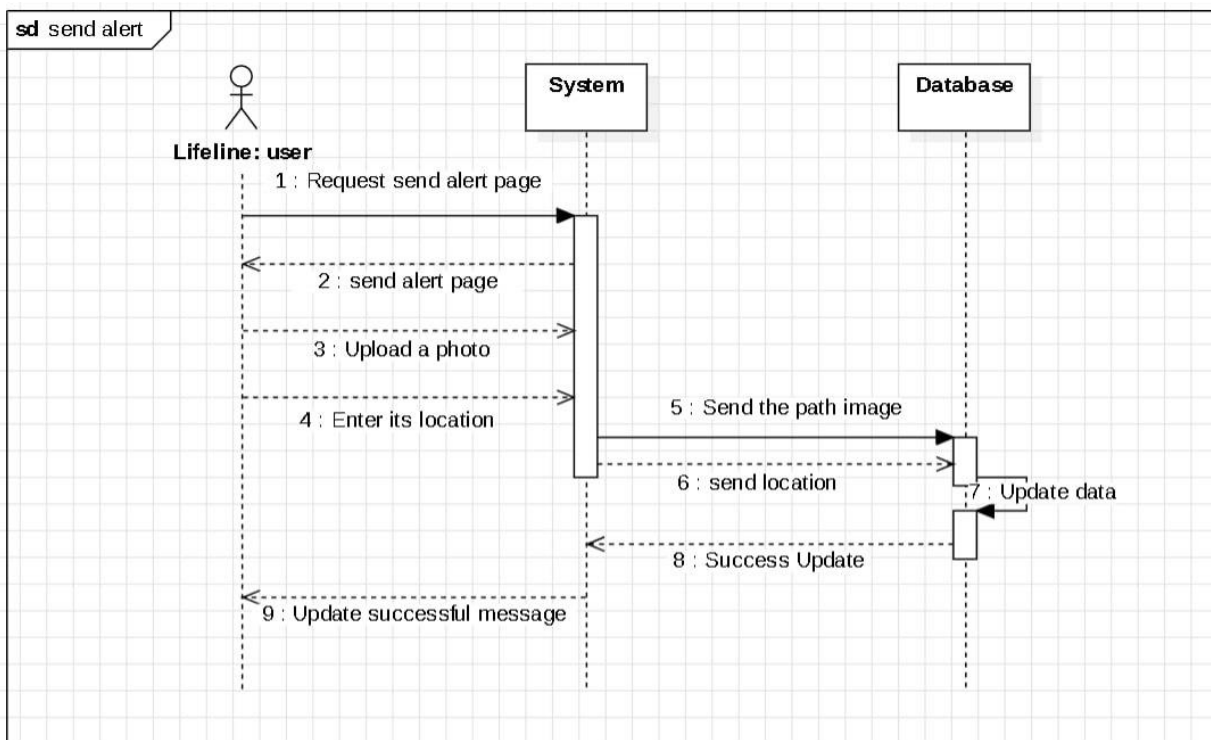 sd send alert
System
Database
Lifeline: user
1 : Request send alert page
2 : send alert page
3 : Upload a photo
4 : Enter its location
5 : Send the path image
6 : send location
7 : Update data
8 : Success Update
9 : Update successful message